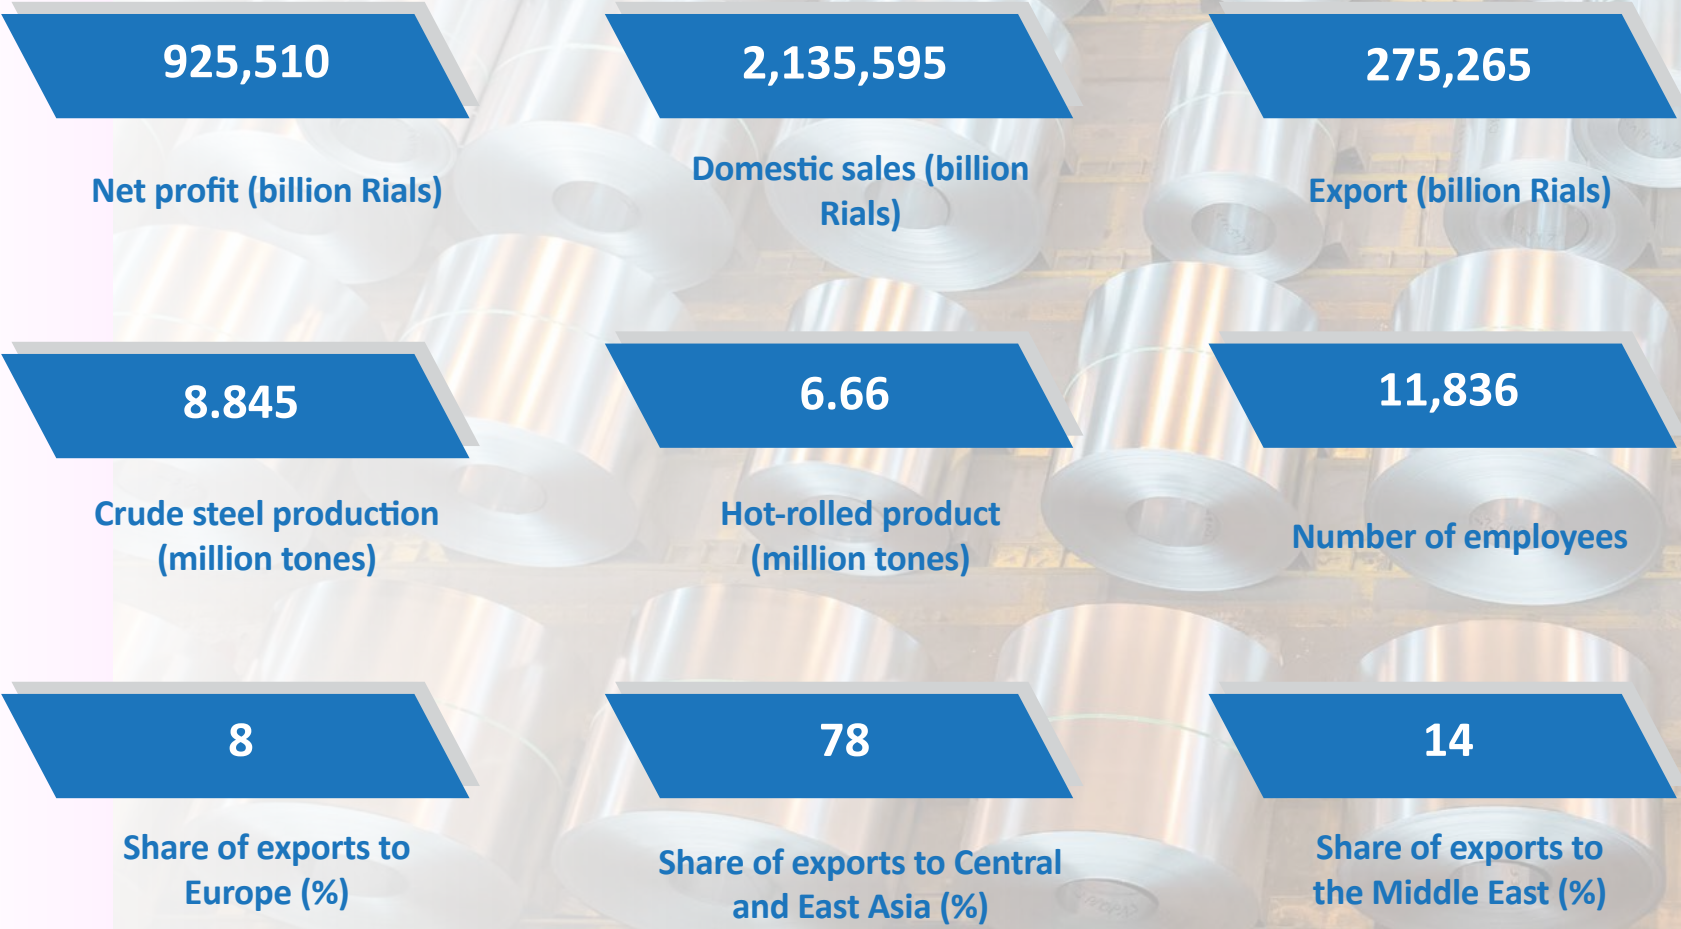 925,510
Net profit (billion Rials)
2,135,595
Domestic sales (billion
Rials)
275,265
Export (billion Rials)
8.845
Crude steel production
(million tones)
6.66
Hot-rolled product
(million tones)
11,836
Number of employees
8
Share of exports to
Europe (%)
78
Share of exports to Central
and East Asia (%)
14
Share of exports to
the Middle East (%)